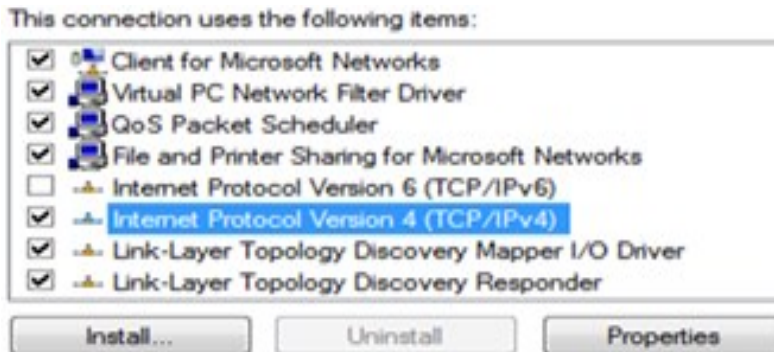 This connection uses the following items:
Client for Microsoft Networks
Virtual PC Network Filter Driver
QoS Packet Scheduler
File and Printer Sharing for Microsoft Networks
Internet Protocol Version 6 (TCP/IPv6)
Internet Protocol Version 4 (TCP/IPv4)
Link-Layer Topology Discovery Mapper I/O Driver
Link-Layer Topology Discovery Responder
Install... Uninstall Properties